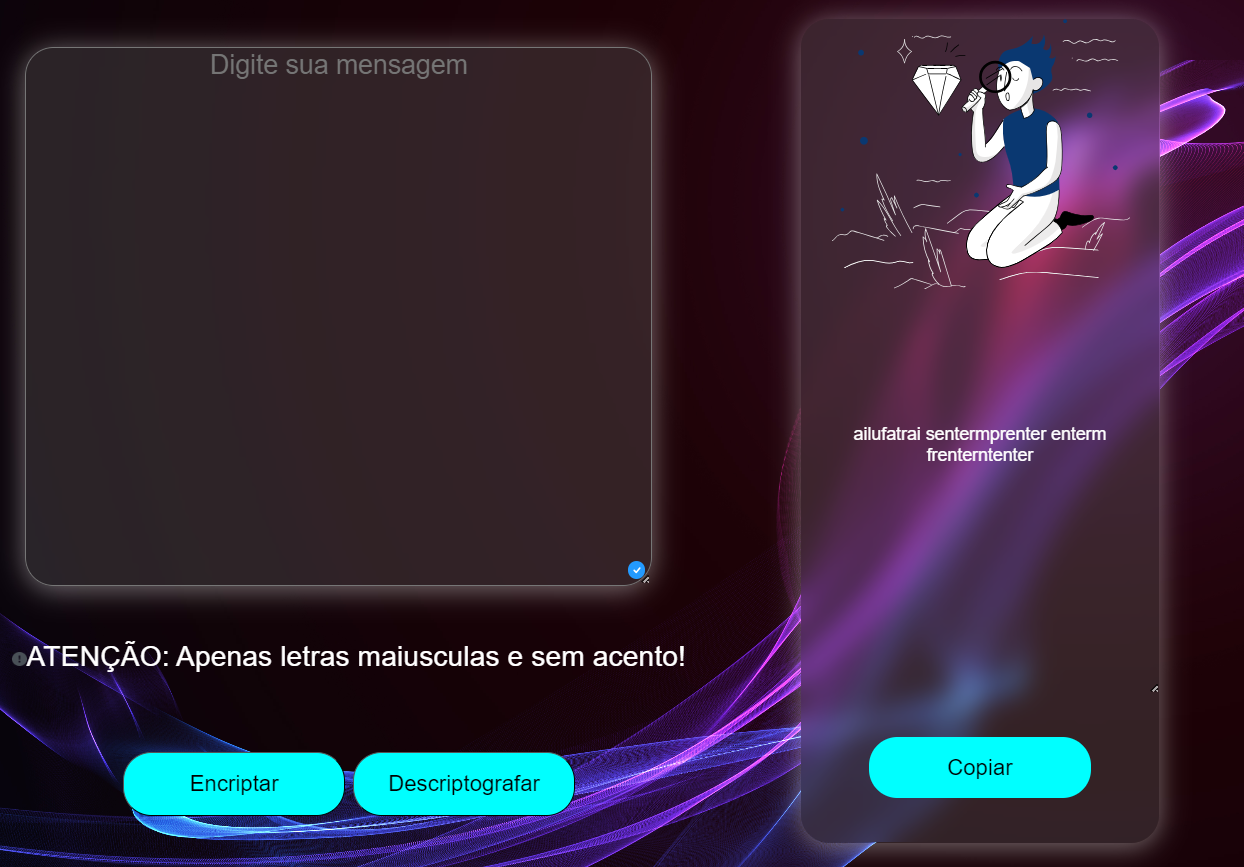 Digite sua mensagem
ailufatrai sentermprenter enterm
frenterntenter
ATENÇÃO: Apenas letras maiusculas e sem acento!
Encriptar
Descriptografar
Copiar